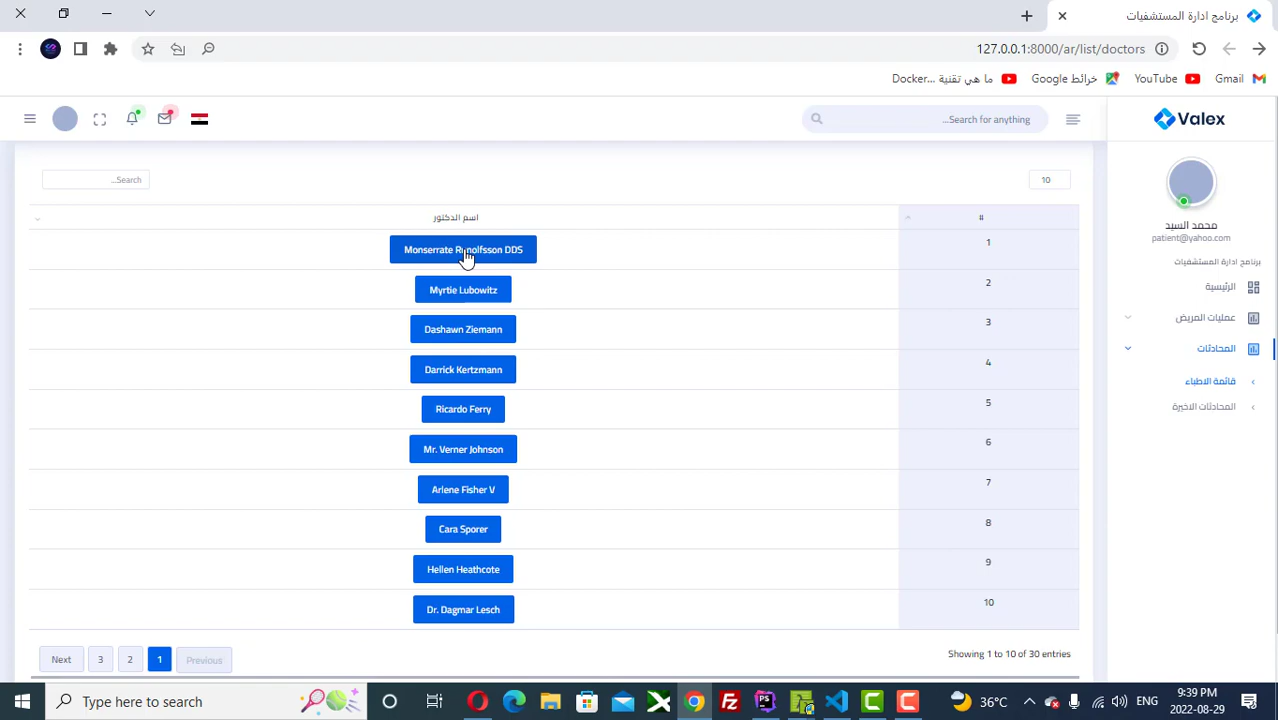 برنامج ادارة المستشفيات
127.0.0.1:8000/ar/list/doctors
Gmail
YouTube
خرائط Google
ما هي تقنية Docker...
Search for anything...
Valex
محمد السيد
patient@yahoo.com
برنامج ادارة المستشفيات
الرئيسية
عمليات المريض
المحادثات
قائمة الاطباء
المحادثات الاخيرة
10
Search...
# اسم الدكتور
1 Monserrate Runolfsson DDS
2 Myrtie Lubowitz
3 Dashawn Ziemann
4 Darrick Kertzmann
5 Ricardo Ferry
6 Mr. Verner Johnson
7 Arlene Fisher V
8 Cara Sporer
9 Hellen Heathcote
10 Dr. Dagmar Lesch
Showing 1 to 10 of 30 entries
Previous 1 2 3 Next
Type here to search
36°C
ENG
9:39 PM
2022-08-29